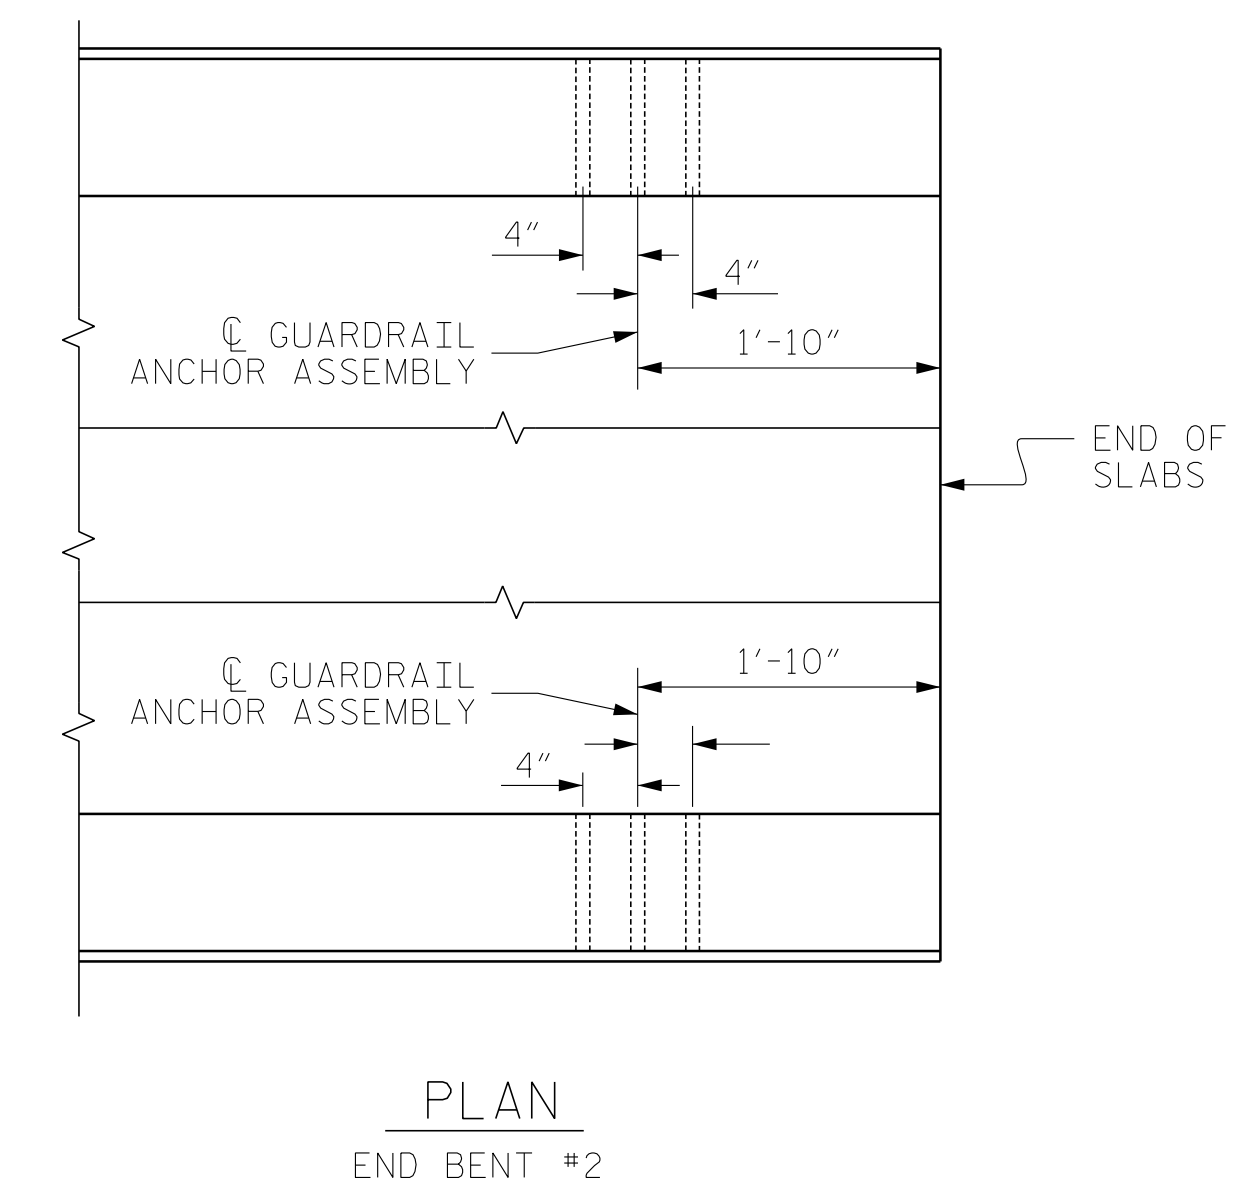 4"
4"
℄ GUARDRAIL
ANCHOR ASSEMBLY
1'-10"
END OF
SLABS
℄ GUARDRAIL
ANCHOR ASSEMBLY
1'-10"
4"
PLAN
END BENT #2